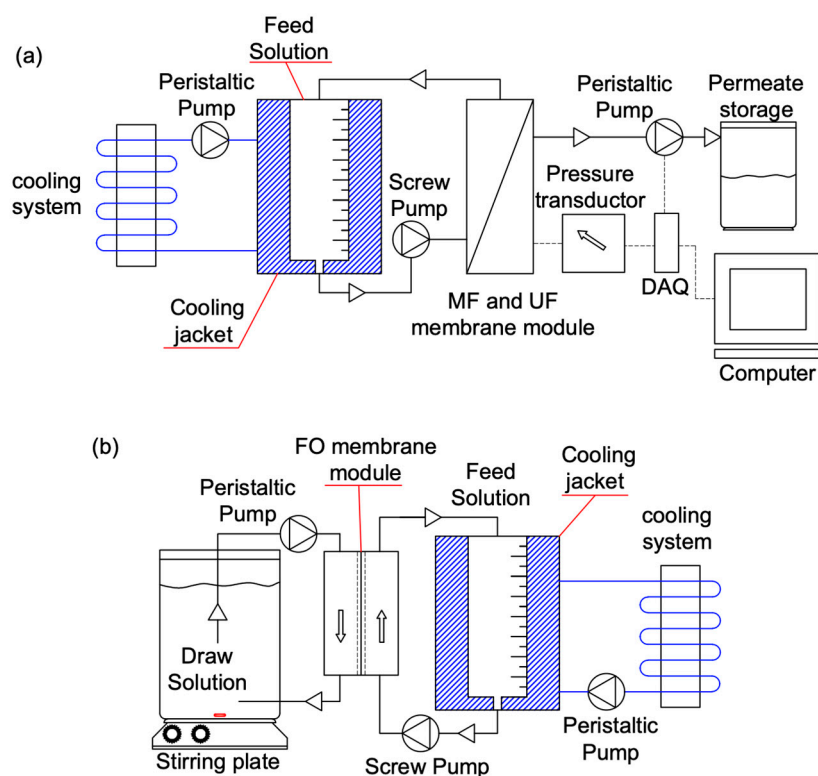 (a)
Feed
Solution
Peristaltic
Pump
cooling
system
Cooling
jacket
Screw
Pump
MF and UF
membrane module
Peristaltic
Pump
Permeate
storage
Pressure
transductor
DAQ
Computer
(b)
FO membrane
module
Peristaltic
Pump
Draw
Solution
Stirring plate
Screw Pump
Feed
Solution
Cooling
jacket
cooling
system
Peristaltic
Pump